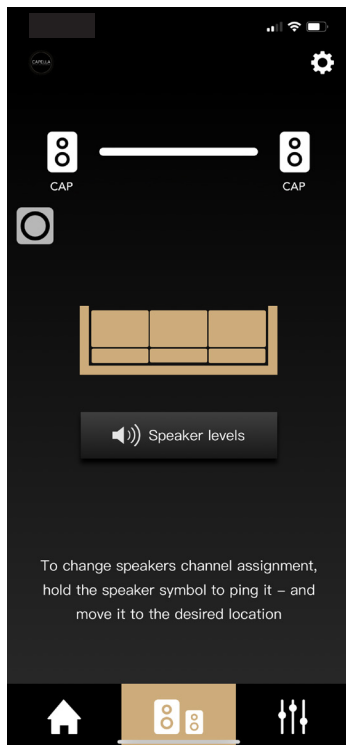 CAPELLA
CAP CAP
Speaker levels
To change speakers channel assignment,
hold the speaker symbol to ping it – and
move it to the desired location